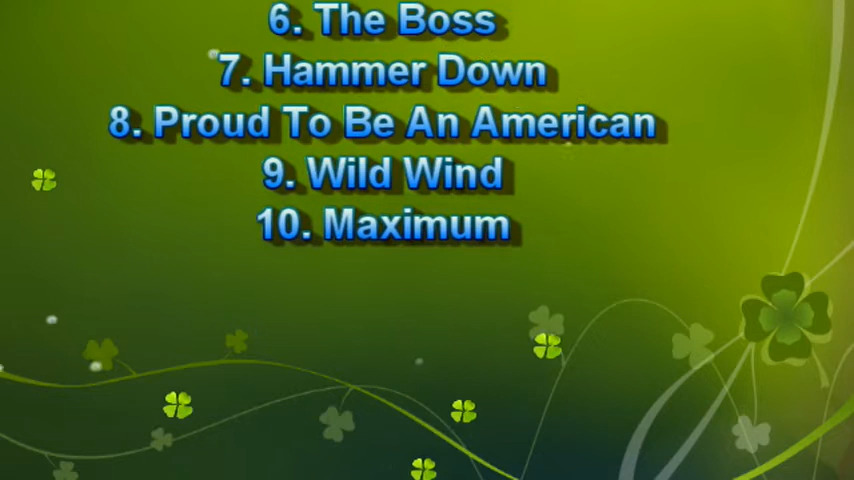 6. The Boss
7. Hammer Down
8. Proud To Be An American
9. Wild Wind
10. Maximum